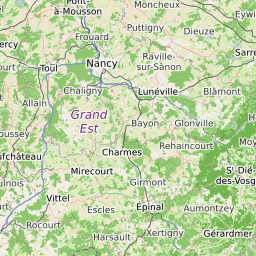 Pont-
à-Mousson
Moncheux
Puttigny
Dieuze
Frouard
ercy
Toul
Nancy
Raville-
sur-Sânon
Sarre
Chaligny
Lunéville
Blâmont
Allain
Grand
Est
Bayon
Glonville
oussey
Rehaincourt
ufchâteau
Charmes
Mirecourt
St-Dié-
des-Vosg
Girmont
Vittel
Escles
Épinal
Aumontzey
Rocourt
Harsault
Xertigny
Gérardmer